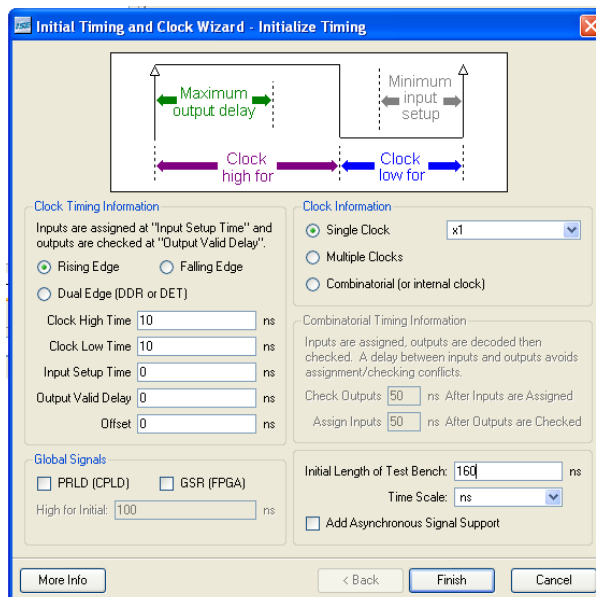 ISE Initial Timing and Clock Wizard - Initialize Timing
Maximum
output delay
Minimum
input
setup
Clock
high for
Clock
low for
Clock Timing Information
Inputs are assigned at "Input Setup Time" and
outputs are checked at "Output Valid Delay".
Rising Edge
Falling Edge
Dual Edge (DDR or DET)
Clock High Time 10 ns
Clock Low Time 10 ns
Input Setup Time 0 ns
Output Valid Delay 0 ns
Offset 0 ns
Global Signals
PRLD (CPLD)
GSR (FPGA)
High for Initial: 100 ns
Clock Information
Single Clock x1
Multiple Clocks
Combinatorial (or internal clock)
Combinatorial Timing Information
Inputs are assigned, outputs are decoded then
checked. A delay between inputs and outputs avoids
assignment/checking conflicts.
Check Outputs 50 ns After Inputs are Assigned
Assign Inputs 50 ns After Outputs are Checked
Initial Length of Test Bench: 160 ns
Time Scale: ns
Add Asynchronous Signal Support
More Info
< Back
Finish
Cancel